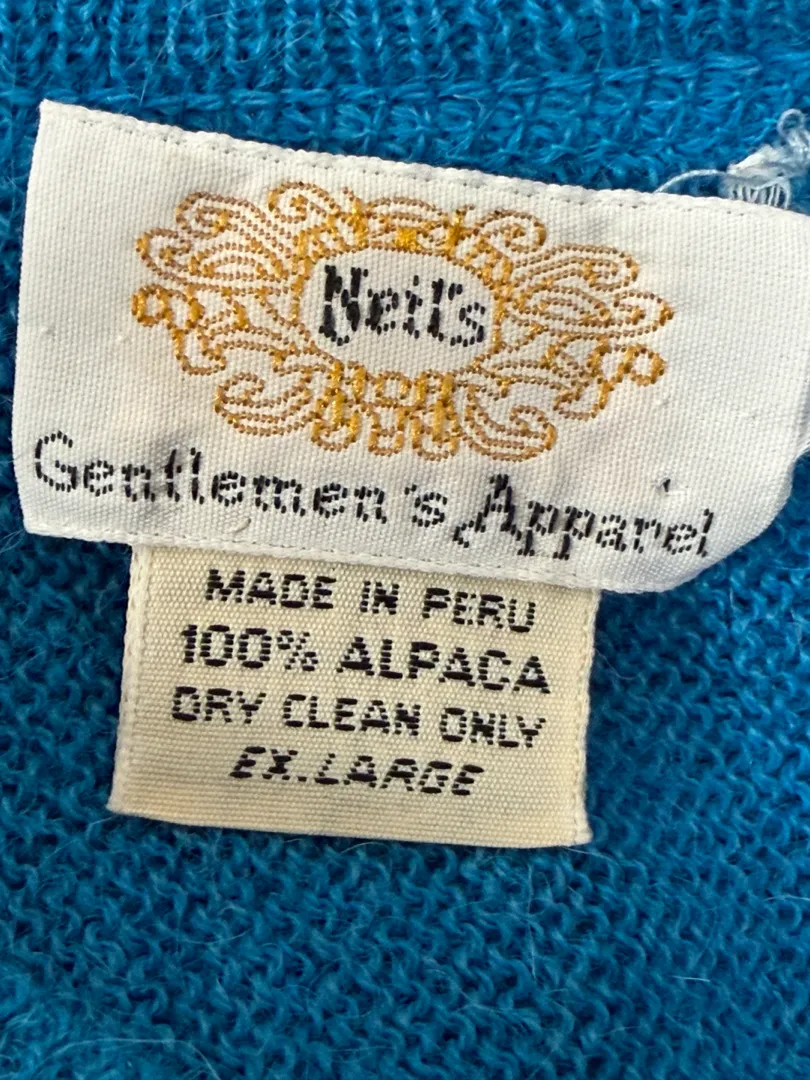 Neil's
Gentlemen's Apparel
MADE IN PERU
100% ALPACA
DRY CLEAN ONLY
EX.LARGE